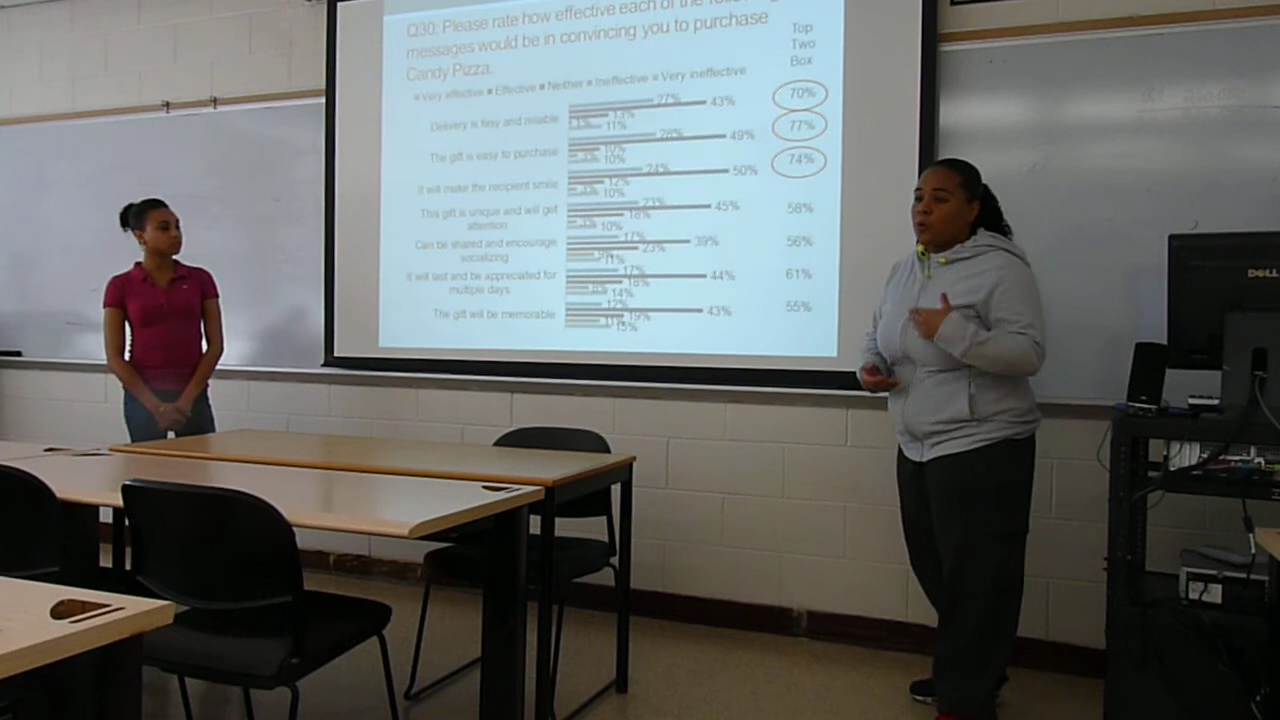 Q30: Please rate how effective each of the following
messages would be in convincing you to purchase
Candy Pizza.
Top
Two
Box
Very effective Effective Neither Ineffective Very ineffective
Delivery is easy and reliable
27%
43%
13%
11%
70%
The gift is easy to purchase
28%
49%
10%
10%
77%
It will make the recipient smile
24%
50%
12%
10%
74%
This gift is unique and will get
attention
23%
45%
18%
10%
58%
Can be shared and encourage
socializing
17%
39%
23%
11%
56%
It will last and be appreciated for
multiple days
17%
44%
18%
8%
14%
61%
The gift will be memorable
12%
43%
19%
11%
15%
55%
DELL